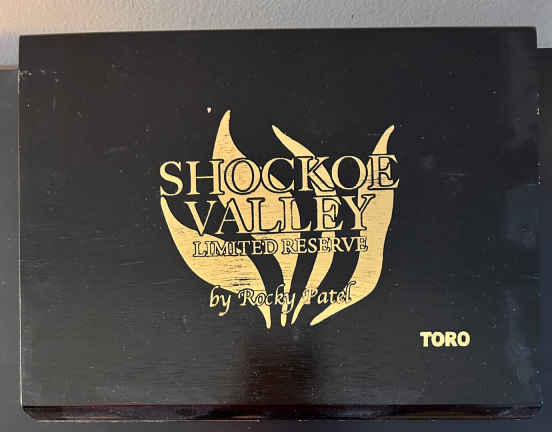 SHOCKOE
VALLEY
LIMITED RESERVE
by Rocky Patel
TORO